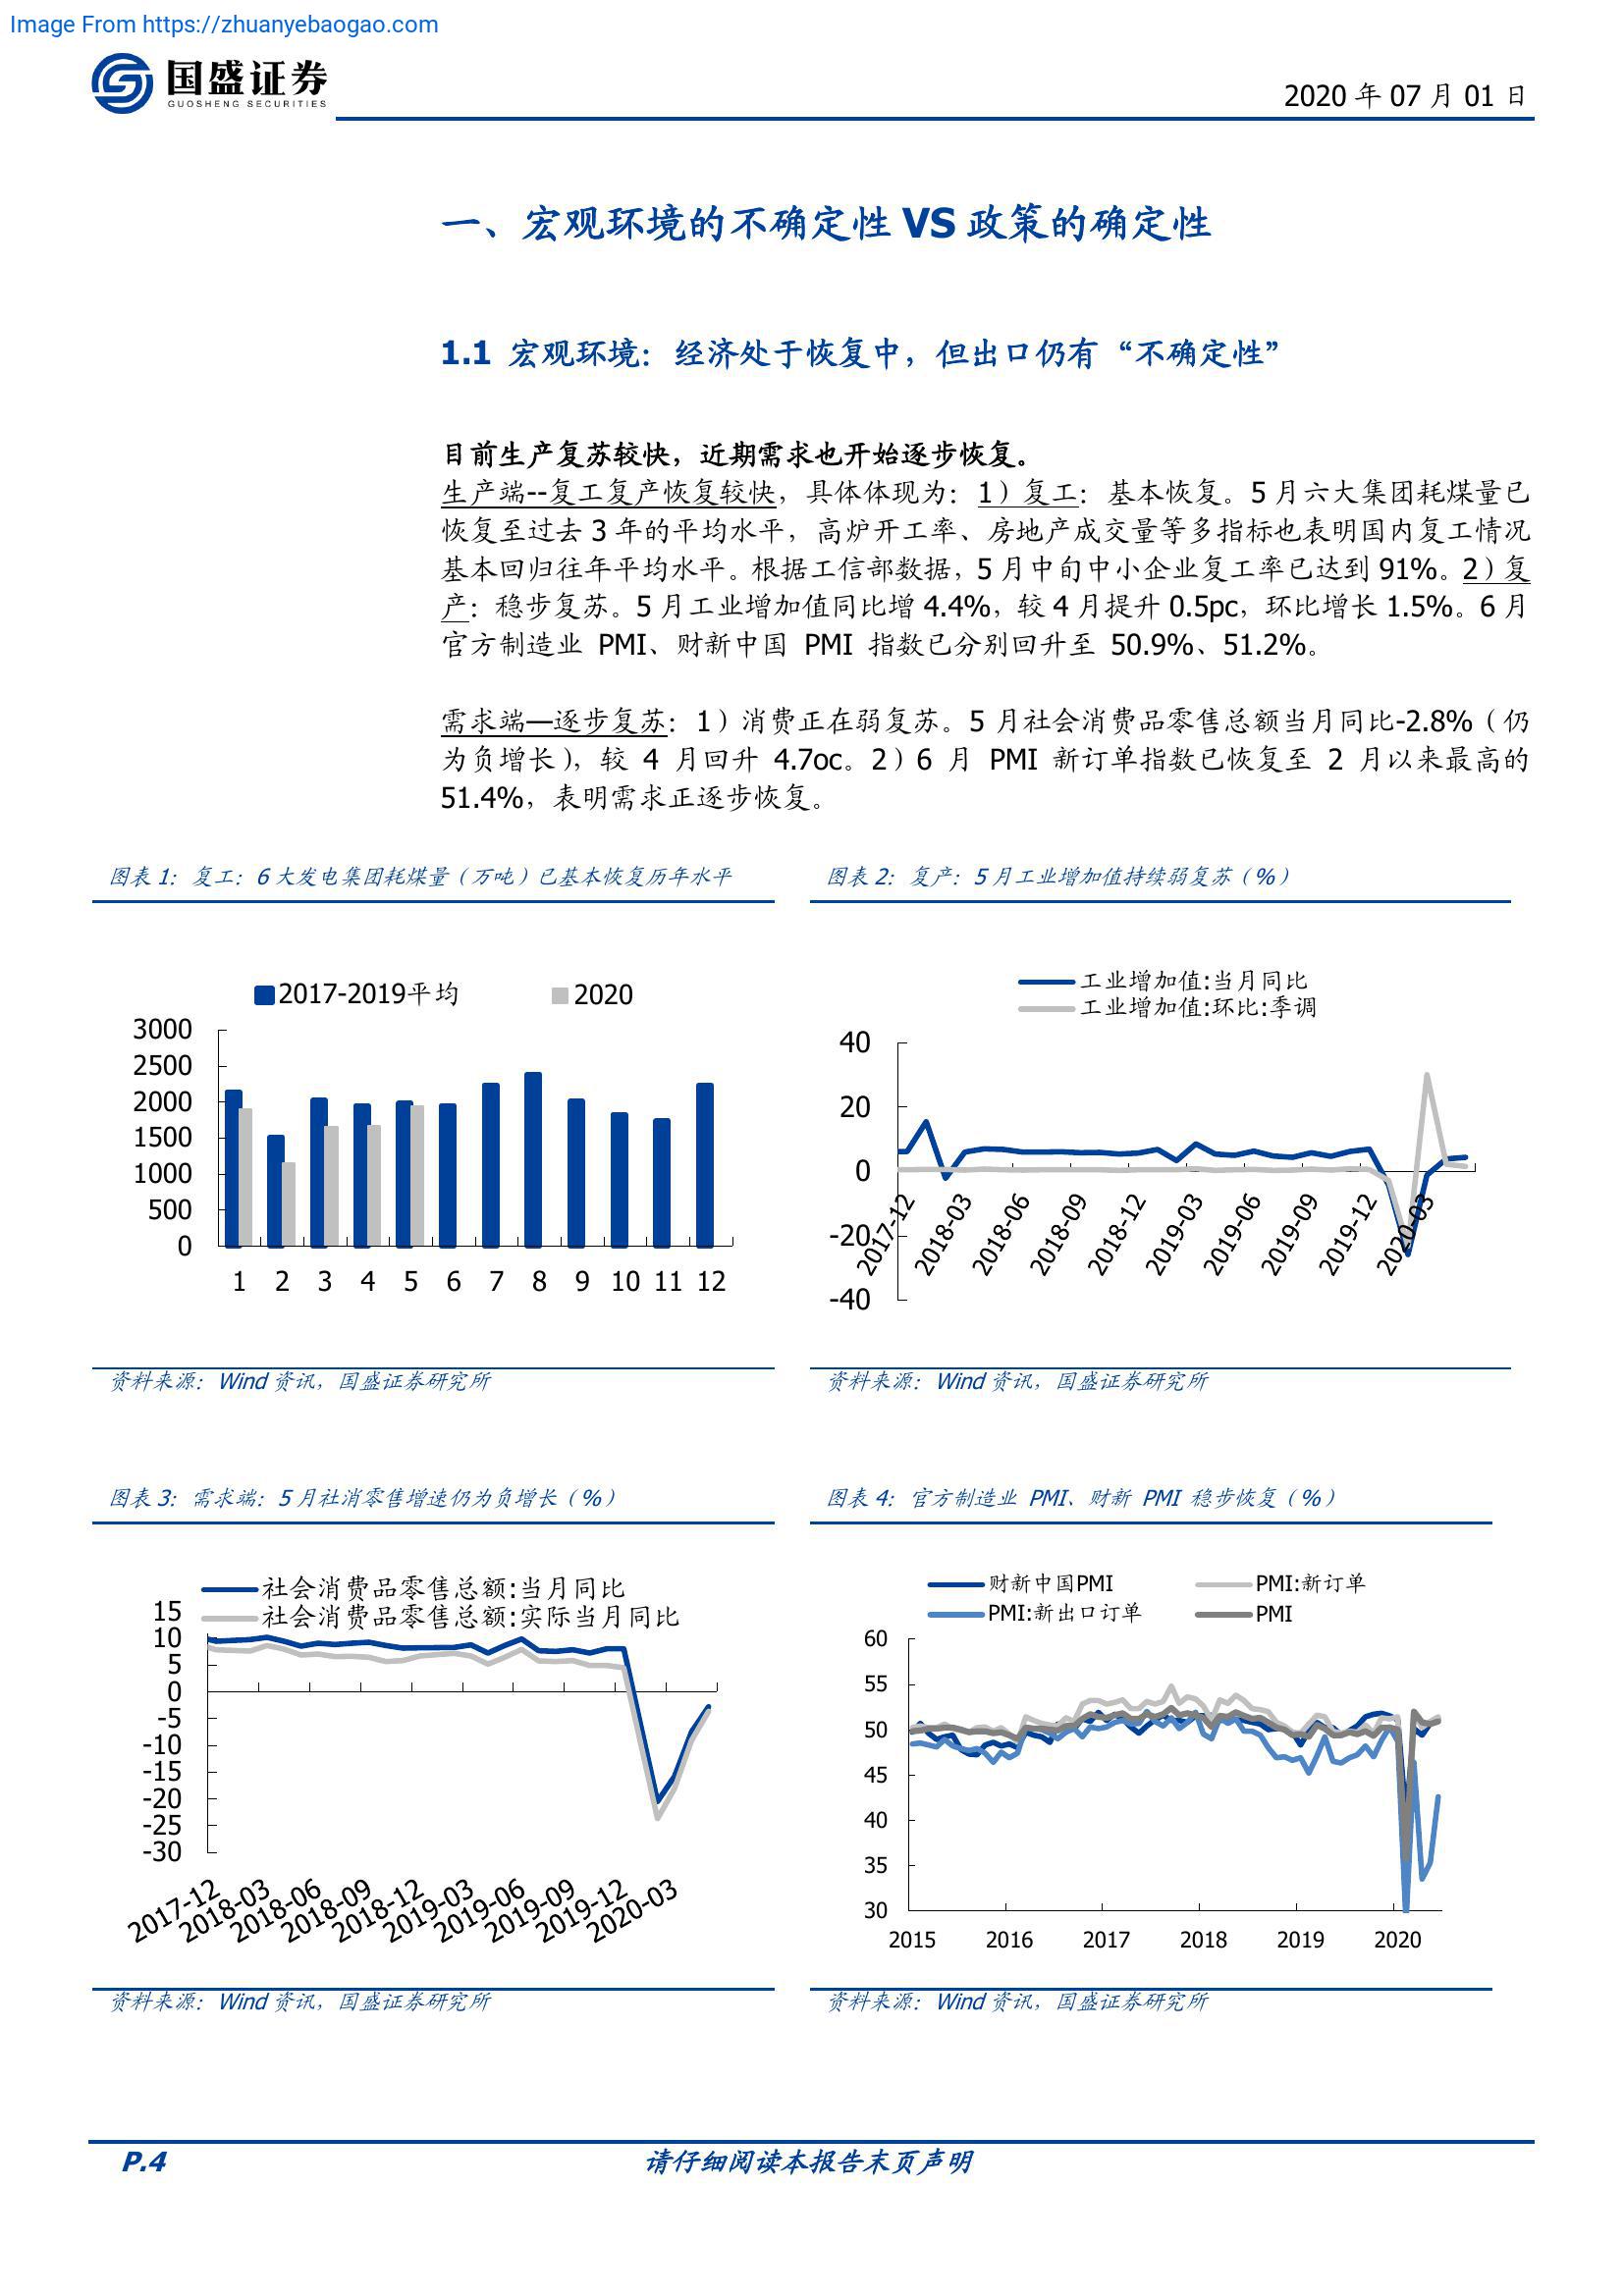 Image From https://zhuanyebaogao.com
国盛证券
GUOSHENG SECURITIES
2020 年 07 月 01 日
一、宏观环境的不确定性 VS 政策的确定性
1.1 宏观环境：经济处于恢复中，但出口仍有“不确定性”
目前生产复苏较快，近期需求也开始逐步恢复。
生产端--复工复产恢复较快，具体体现为：1）复工：基本恢复。5 月六大集团耗煤量已
恢复至过去 3 年的平均水平，高炉开工率、房地产成交量等多指标也表明国内复工情况
基本回归往年平均水平。根据工信部数据，5 月中旬中小企业复工率已达到 91%。2）复
产：稳步复苏。5 月工业增加值同比增 4.4%，较 4 月提升 0.5pc，环比增长 1.5%。6 月
官方制造业 PMI、财新中国 PMI 指数已分别回升至 50.9%、51.2%。
需求端—逐步复苏：1）消费正在弱复苏。5 月社会消费品零售总额当月同比-2.8%（仍
为负增长），较 4 月回升 4.7oc。2）6 月 PMI 新订单指数已恢复至 2 月以来最高的
51.4%，表明需求正逐步恢复。
图表 1：复工：6 大发电集团耗煤量（万吨）已基本恢复历年水平
2017-2019平均 2020
3000
2500
2000
1500
1000
500
0
1 2 3 4 5 6 7 8 9 10 11 12
资料来源：Wind 资讯，国盛证券研究所
图表 2：复产：5 月工业增加值持续弱复苏（%）
工业增加值:当月同比
工业增加值:环比:季调
40
20
0
-20
-40
2017-12 2018-03 2018-06 2018-09 2018-12 2019-03 2019-06 2019-09 2019-12 2020-03
资料来源：Wind 资讯，国盛证券研究所
图表 3：需求端：5 月社消零售增速仍为负增长（%）
社会消费品零售总额:当月同比
社会消费品零售总额:实际当月同比
15
10
5
0
-5
-10
-15
-20
-25
-30
2017-12 2018-03 2018-06 2018-09 2018-12 2019-03 2019-06 2019-09 2019-12 2020-03
资料来源：Wind 资讯，国盛证券研究所
图表 4：官方制造业 PMI、财新 PMI 稳步恢复（%）
财新中国PMI PMI:新订单
PMI:新出口订单 PMI
60
55
50
45
40
35
30
2015 2016 2017 2018 2019 2020
资料来源：Wind 资讯，国盛证券研究所
P.4 请仔细阅读本报告末页声明